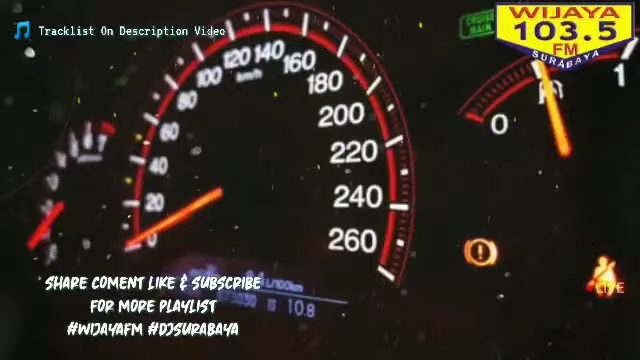 Tracklist On Description Video
WIJAYA
103.5
FM
SURABAYA
CRUISE
MAIN
120 140
100 160
km/h
80 180
60 200
40 220
20 240
0 260
0 1
L/100km
10.8
LIVE
SHARE COMENT LIKE & SUBSCRIBE
FOR MORE PLAYLIST
#WIJAYAFM #DJSURABAYA